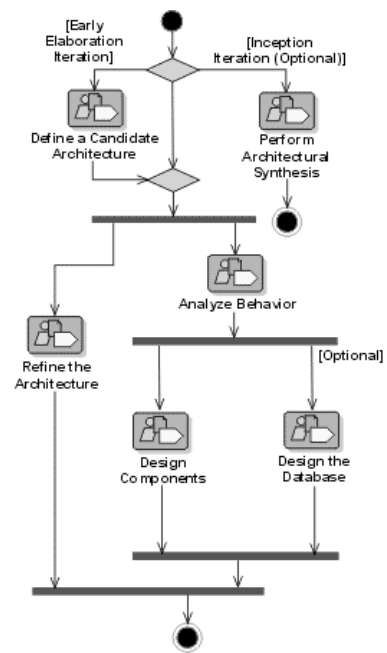 [Early
Elaboration
Iteration]
[Inception
Iteration (Optional)]
Define a Candidate
Architecture
Perform
Architectural
Synthesis
Analyze Behavior
Refine the
Architecture
[Optional]
Design
Components
Design the
Database